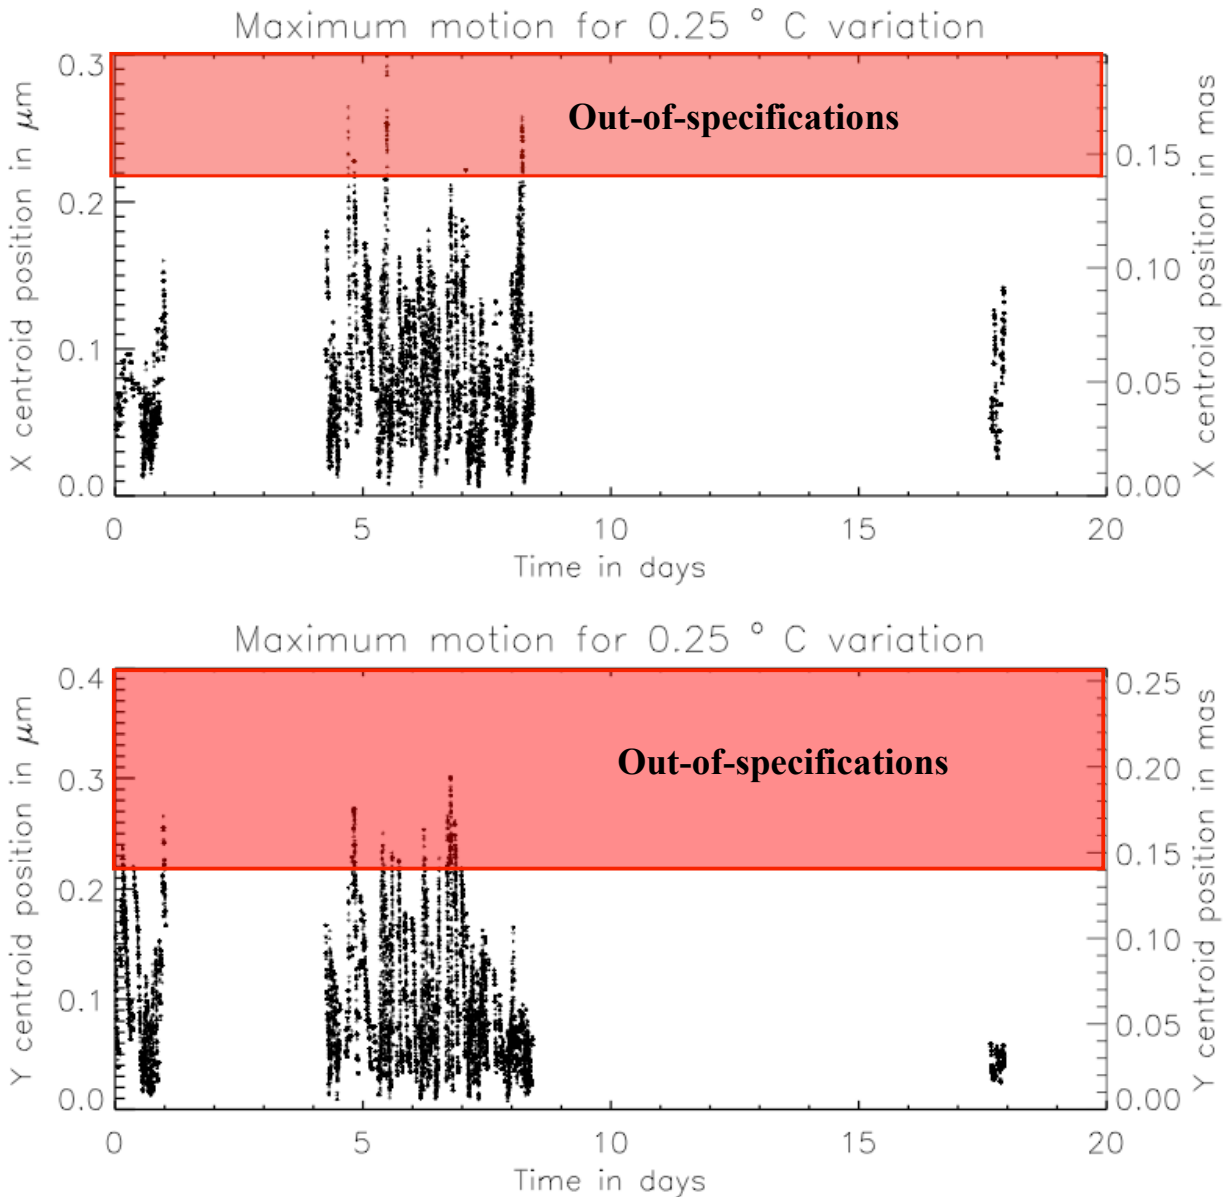 Maximum motion for 0.25 ° C variation
X centroid position in μm
0.3
0.2
0.1
0.0
Out-of-specifications
0.15
0.10
0.05
0.00
X centroid position in mas
0 5 10 15 20
Time in days
Maximum motion for 0.25 ° C variation
Y centroid position in μm
0.4
0.3
0.2
0.1
0.0
Out-of-specifications
0.25
0.20
0.15
0.10
0.05
0.00
Y centroid position in mas
0 5 10 15 20
Time in days